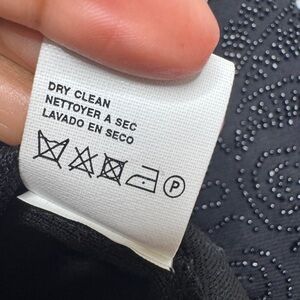 DRY CLEAN
NETTOYER A SEC
LAVADO EN SECO
P